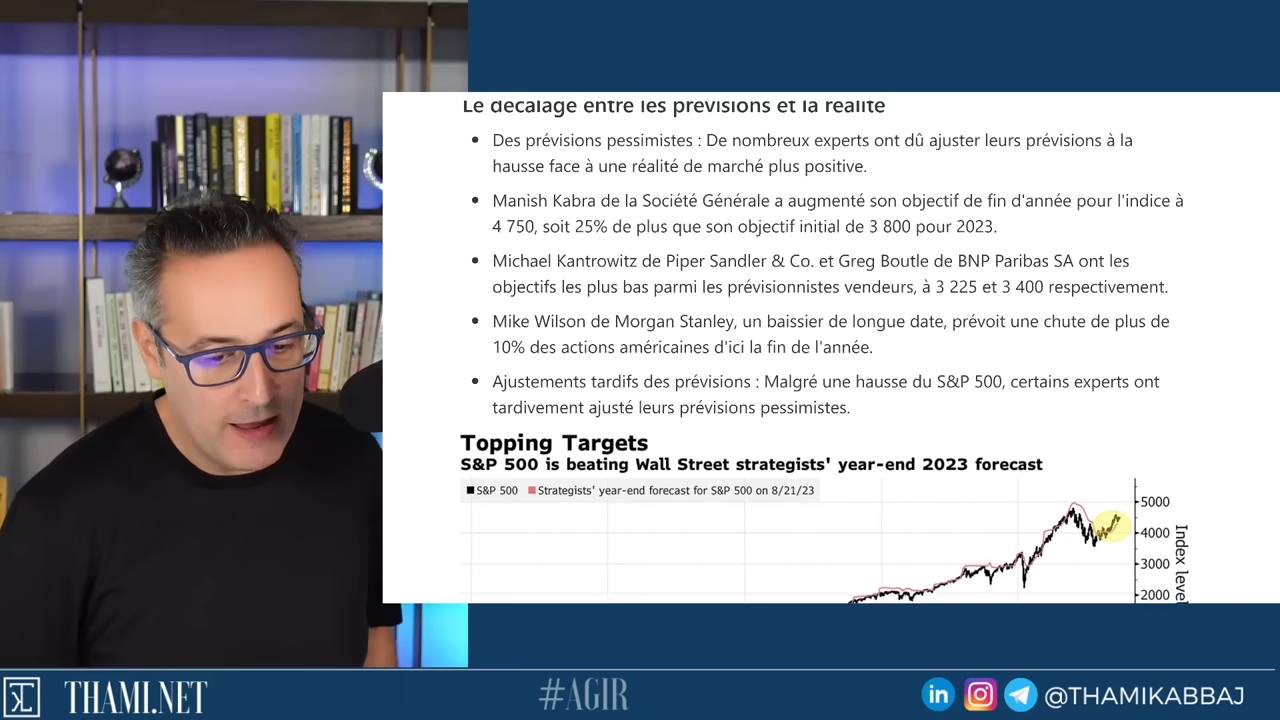 Le décalage entre les prévisions et la réalité
Des prévisions pessimistes : De nombreux experts ont dû ajuster leurs prévisions à la
hausse face à une réalité de marché plus positive.
Manish Kabra de la Société Générale a augmenté son objectif de fin d'année pour l'indice à
4 750, soit 25% de plus que son objectif initial de 3 800 pour 2023.
Michael Kantrowitz de Piper Sandler & Co. et Greg Boutle de BNP Paribas SA ont les
objectifs les plus bas parmi les prévisionnistes vendeurs, à 3 225 et 3 400 respectivement.
Mike Wilson de Morgan Stanley, un baissier de longue date, prévoit une chute de plus de
10% des actions américaines d'ici la fin de l'année.
Ajustements tardifs des prévisions : Malgré une hausse du S&P 500, certains experts ont
tardivement ajusté leurs prévisions pessimistes.
Topping Targets
S&P 500 is beating Wall Street strategists' year-end 2023 forecast
S&P 500 Strategists' year-end forecast for S&P 500 on 8/21/23
5000
4000
3000
2000
Index level
THAMI.NET
#AGIR
@THAMIKABBAJ